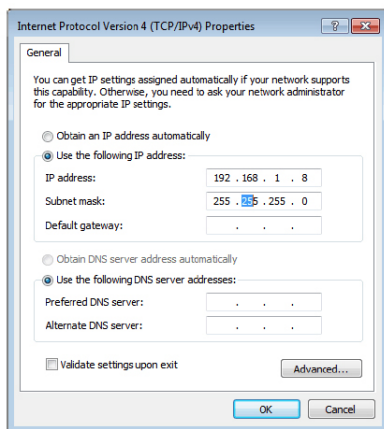 Internet Protocol Version 4 (TCP/IPv4) Properties
General
You can get IP settings assigned automatically if your network supports
this capability. Otherwise, you need to ask your network administrator
for the appropriate IP settings.
Obtain an IP address automatically
Use the following IP address:
IP address: 192 . 168 . 1 . 8
Subnet mask: 255 . 255 . 255 . 0
Default gateway: . . .
Obtain DNS server address automatically
Use the following DNS server addresses:
Preferred DNS server: . . .
Alternate DNS server: . . .
Validate settings upon exit
Advanced...
OK Cancel